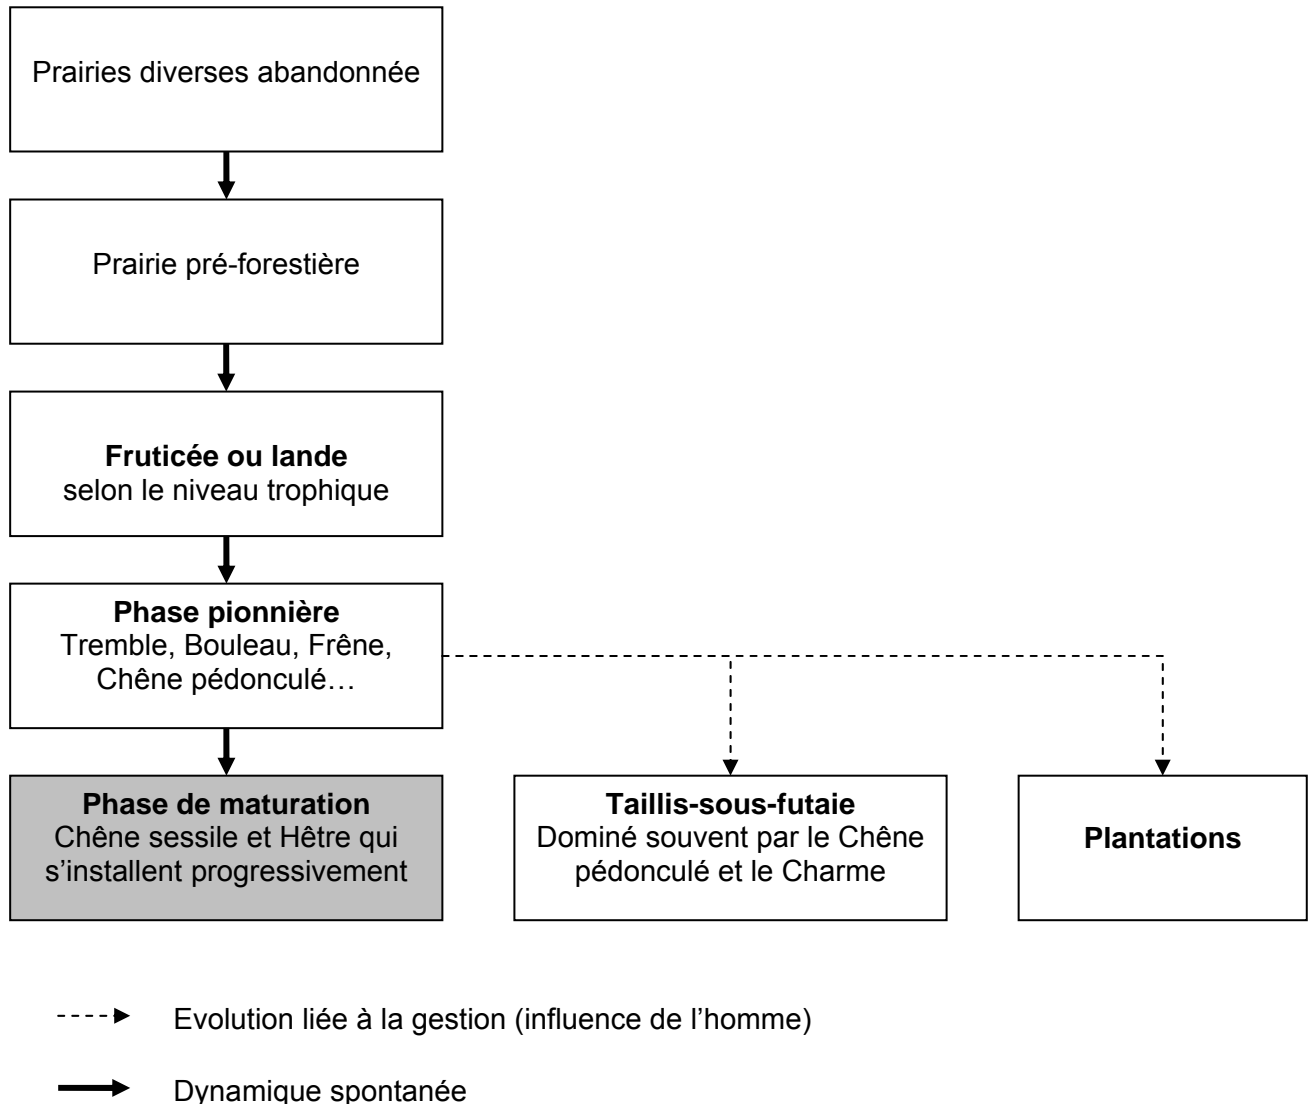 Prairies diverses abandonnée
Prairie pré-forestière
Fruticée ou lande
selon le niveau trophique
Phase pionnière
Tremble, Bouleau, Frêne,
Chêne pédonculé…
Phase de maturation
Chêne sessile et Hêtre qui
s’installent progressivement
Taillis-sous-futaie
Dominé souvent par le Chêne
pédonculé et le Charme
Plantations
Evolution liée à la gestion (influence de l’homme)
Dynamique spontanée